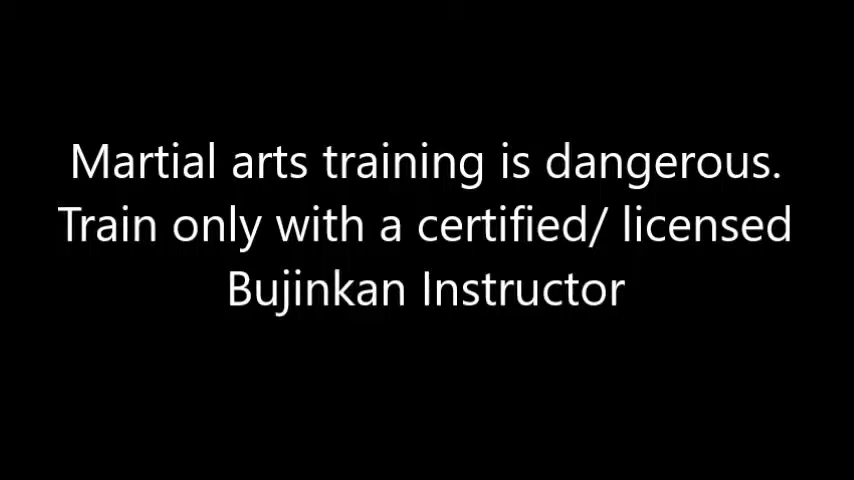 Martial arts training is dangerous.
Train only with a certified/ licensed
Bujinkan Instructor